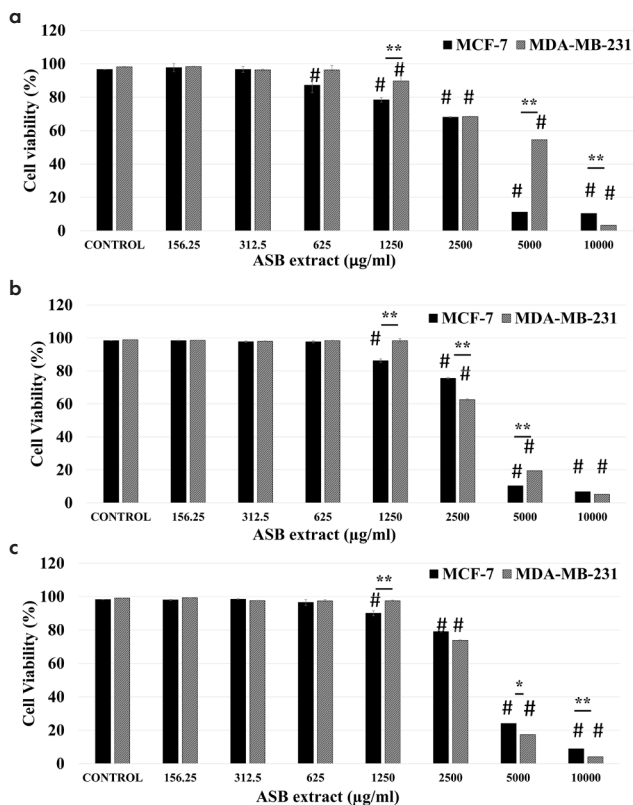 a
120
MCF-7 MDA-MB-231
100
80
60
40
20
0
Cell viability (%)
# ** # # # # ** # # ** # #
CONTROL 156.25 312.5 625 1250 2500 5000 10000
ASB extract (µg/ml)
b
120
MCF-7 MDA-MB-231
100
80
60
40
20
0
Cell Viability (%)
# ** # ** # # ** # # #
CONTROL 156.25 312.5 625 1250 2500 5000 10000
ASB extract (µg/ml)
c
120
MCF-7 MDA-MB-231
100
80
60
40
20
0
Cell Viability (%)
# ** # # # * # # ** #
CONTROL 156.25 312.5 625 1250 2500 5000 10000
ASB extract (µg/ml)